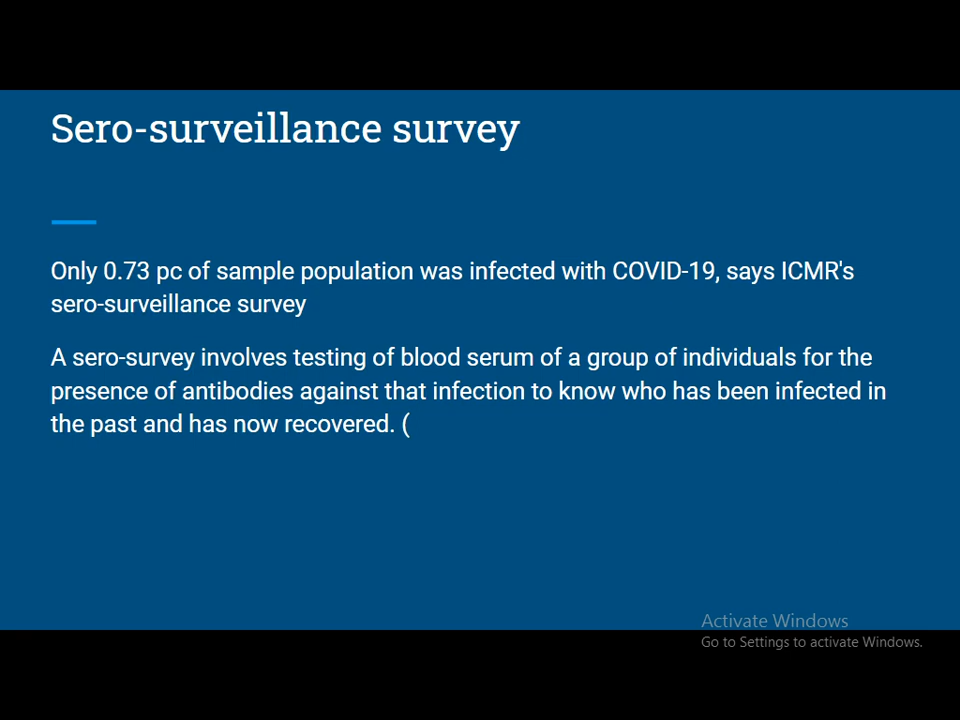 Sero-surveillance survey
Only 0.73 pc of sample population was infected with COVID-19, says ICMR's
sero-surveillance survey
A sero-survey involves testing of blood serum of a group of individuals for the
presence of antibodies against that infection to know who has been infected in
the past and has now recovered. (
Activate Windows
Go to Settings to activate Windows.